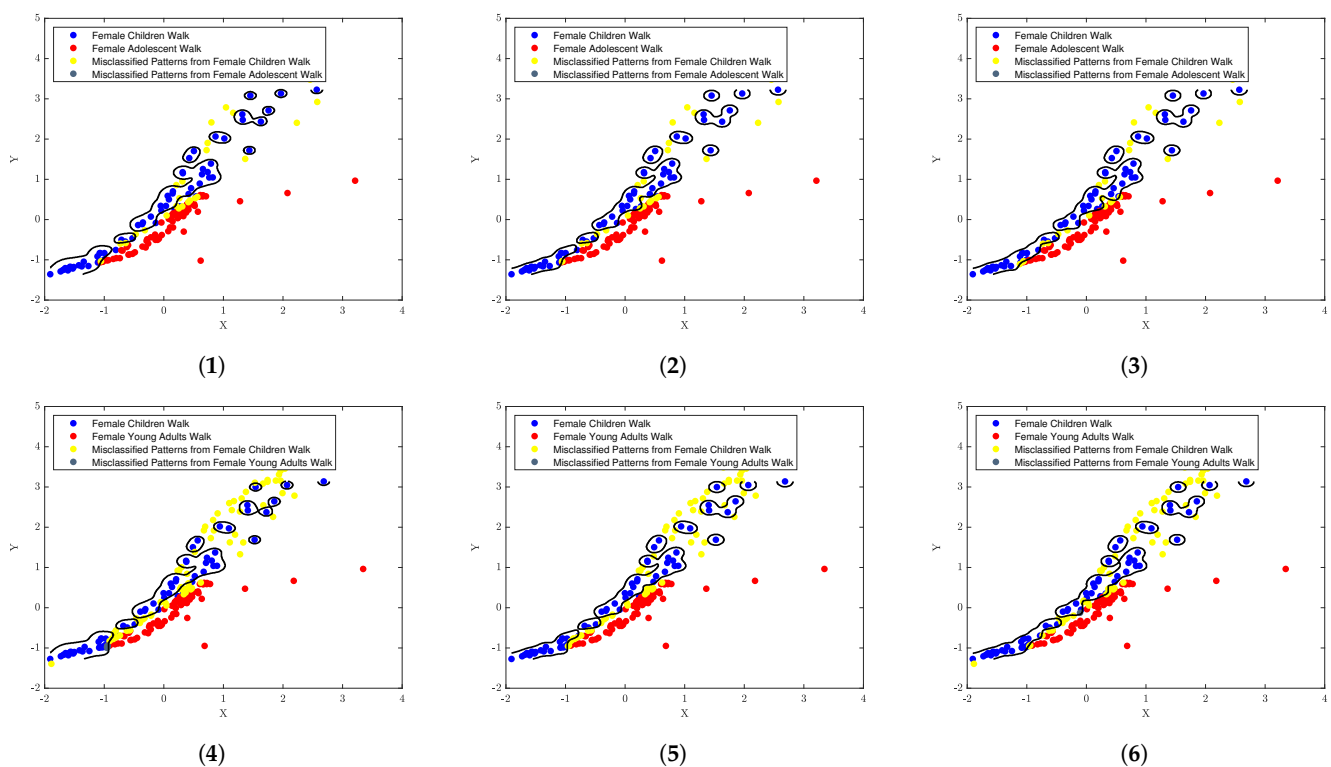 5
4
3
2
1
0
-1
-2
Y
Female Children Walk
Female Adolescent Walk
Misclassified Patterns from Female Children Walk
Misclassified Patterns from Female Adolescent Walk
-2 -1 0 1 2 3 4
X
(1)
5
4
3
2
1
0
-1
-2
Y
Female Children Walk
Female Adolescent Walk
Misclassified Patterns from Female Children Walk
Misclassified Patterns from Female Adolescent Walk
-2 -1 0 1 2 3 4
X
(2)
5
4
3
2
1
0
-1
-2
Y
Female Children Walk
Female Adolescent Walk
Misclassified Patterns from Female Children Walk
Misclassified Patterns from Female Adolescent Walk
-2 -1 0 1 2 3 4
X
(3)
5
4
3
2
1
0
-1
-2
Y
Female Children Walk
Female Young Adults Walk
Misclassified Patterns from Female Children Walk
Misclassified Patterns from Female Young Adults Walk
-2 -1 0 1 2 3 4
X
(4)
5
4
3
2
1
0
-1
-2
Y
Female Children Walk
Female Young Adults Walk
Misclassified Patterns from Female Children Walk
Misclassified Patterns from Female Young Adults Walk
-2 -1 0 1 2 3 4
X
(5)
5
4
3
2
1
0
-1
-2
Y
Female Children Walk
Female Young Adults Walk
Misclassified Patterns from Female Children Walk
Misclassified Patterns from Female Young Adults Walk
-2 -1 0 1 2 3 4
X
(6)